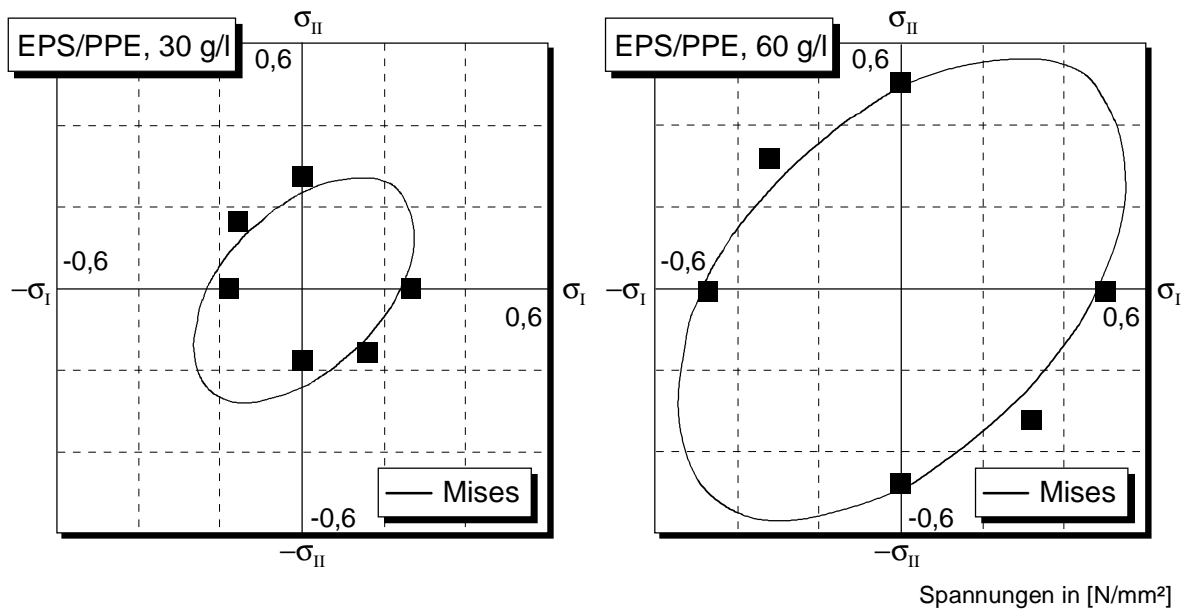 σII
EPS/PPE, 30 g/l
0,6
-0,6
−σI
σI
0,6
Mises
-0,6
−σII
σII
EPS/PPE, 60 g/l
0,6
-0,6
−σI
σI
0,6
Mises
-0,6
−σII
Spannungen in [N/mm²]